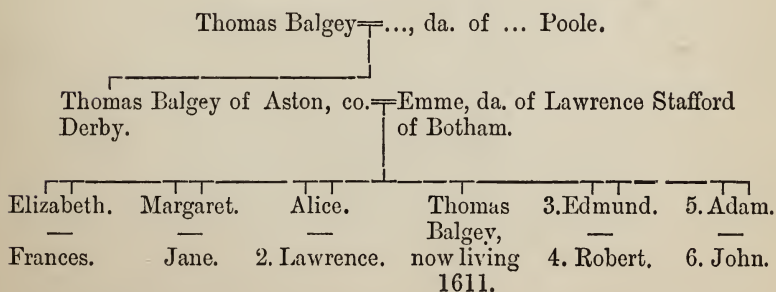 Thomas Balgey=..., da. of ... Poole.
Thomas Balgey of Aston, co.=Emme, da. of Lawrence Stafford
Derby. of Botham.
Elizabeth. Margaret. Alice. Thomas 3. Edmund. 5. Adam.
— — — Balgey, — —
Frances. Jane. 2. Lawrence. now living 4. Robert. 6. John.
1611.